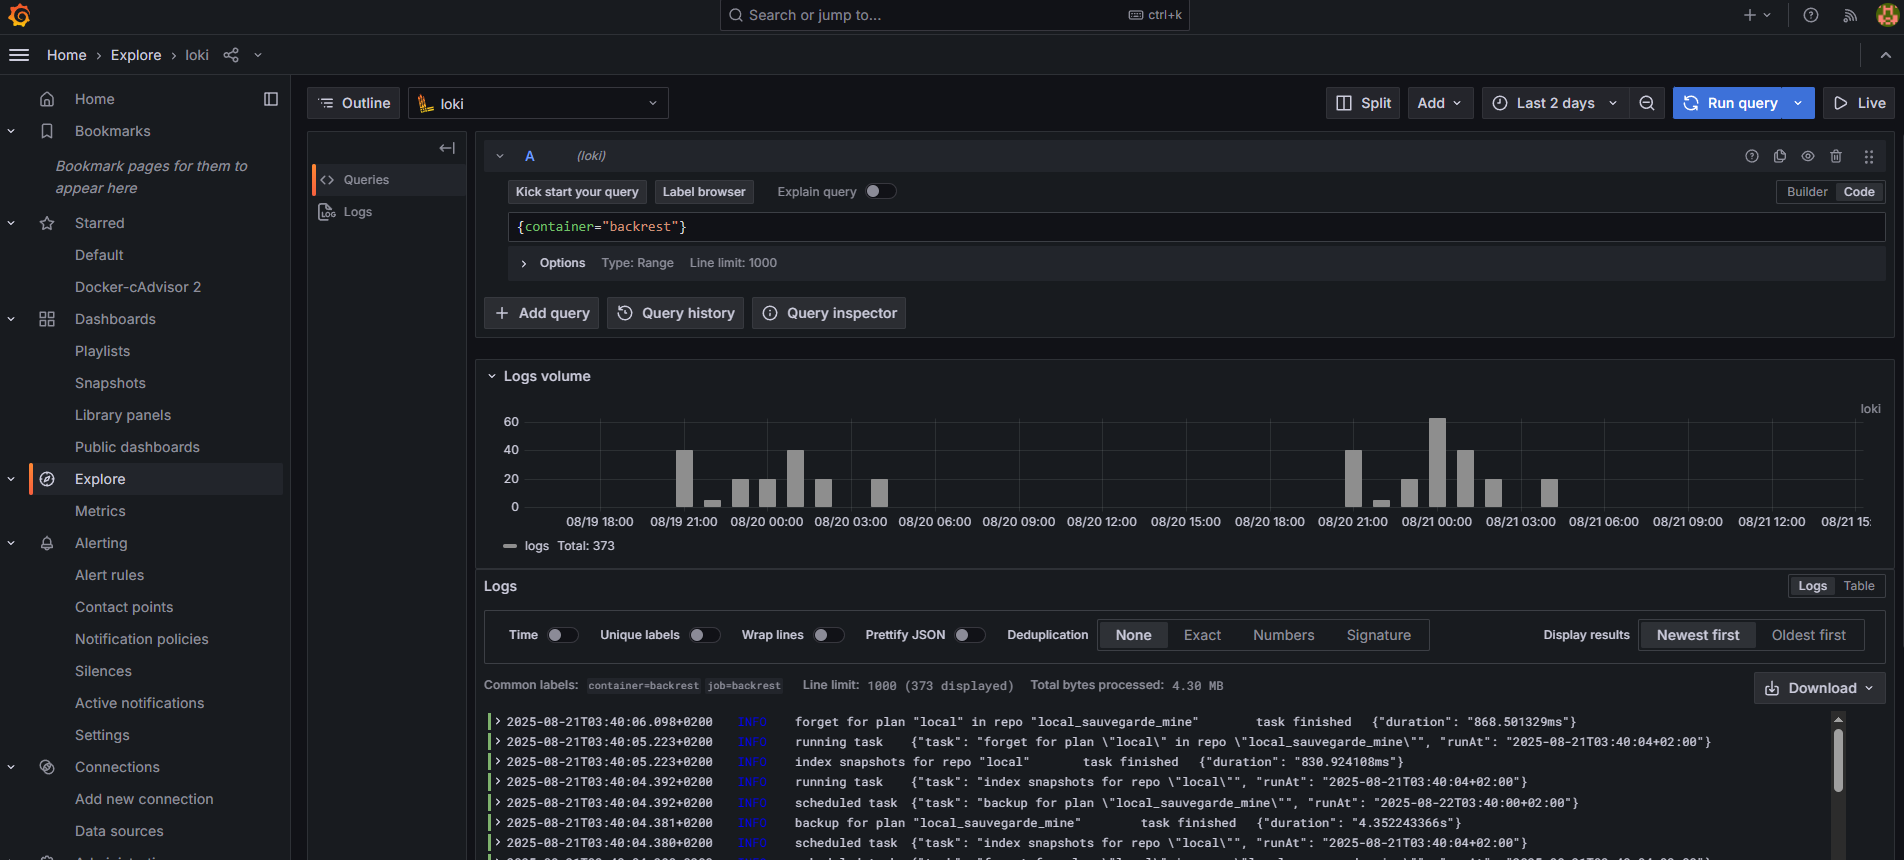 Search or jump to...
ctrl+k
Home › Explore › loki
Home
Bookmarks
Bookmark pages for them to
appear here
Starred
Default
Docker-cAdvisor 2
Dashboards
Playlists
Snapshots
Library panels
Public dashboards
Explore
Metrics
Alerting
Alert rules
Contact points
Notification policies
Silences
Active notifications
Settings
Connections
Add new connection
Data sources
Outline
loki
Split
Add
Last 2 days
Run query
Live
Queries
Logs
A
(loki)
Kick start your query
Label browser
Explain query
Builder
Code
{container="backrest"}
Options
Type: Range
Line limit: 1000
Add query
Query history
Query inspector
Logs volume
loki
60
40
20
0
08/19 18:00 08/19 21:00 08/20 00:00 08/20 03:00 08/20 06:00 08/20 09:00 08/20 12:00 08/20 15:00 08/20 18:00 08/20 21:00 08/21 00:00 08/21 03:00 08/21 06:00 08/21 09:00 08/21 12:00 08/21 15:
logs Total: 373
Logs
Logs
Table
Time
Unique labels
Wrap lines
Prettify JSON
Deduplication
None
Exact
Numbers
Signature
Display results
Newest first
Oldest first
Common labels: container=backrest job=backrest Line limit: 1000 (373 displayed) Total bytes processed: 4.30 MB
Download
2025-08-21T03:40:06.098+0200 INFO forget for plan "local" in repo "local_sauvegarde_mine" task finished {"duration": "868.501329ms"}
2025-08-21T03:40:05.223+0200 INFO running task {"task": "forget for plan \"local\" in repo \"local_sauvegarde_mine\"", "runAt": "2025-08-21T03:40:04+02:00"}
2025-08-21T03:40:05.223+0200 INFO index snapshots for repo "local" task finished {"duration": "830.924108ms"}
2025-08-21T03:40:04.392+0200 INFO running task {"task": "index snapshots for repo \"local\"", "runAt": "2025-08-21T03:40:04+02:00"}
2025-08-21T03:40:04.392+0200 INFO scheduled task {"task": "backup for plan \"local_sauvegarde_mine\"", "runAt": "2025-08-22T03:40:00+02:00"}
2025-08-21T03:40:04.381+0200 INFO backup for plan "local_sauvegarde_mine" task finished {"duration": "4.352243366s"}
2025-08-21T03:40:04.380+0200 INFO scheduled task {"task": "index snapshots for repo \"local\"", "runAt": "2025-08-21T03:40:04+02:00"}